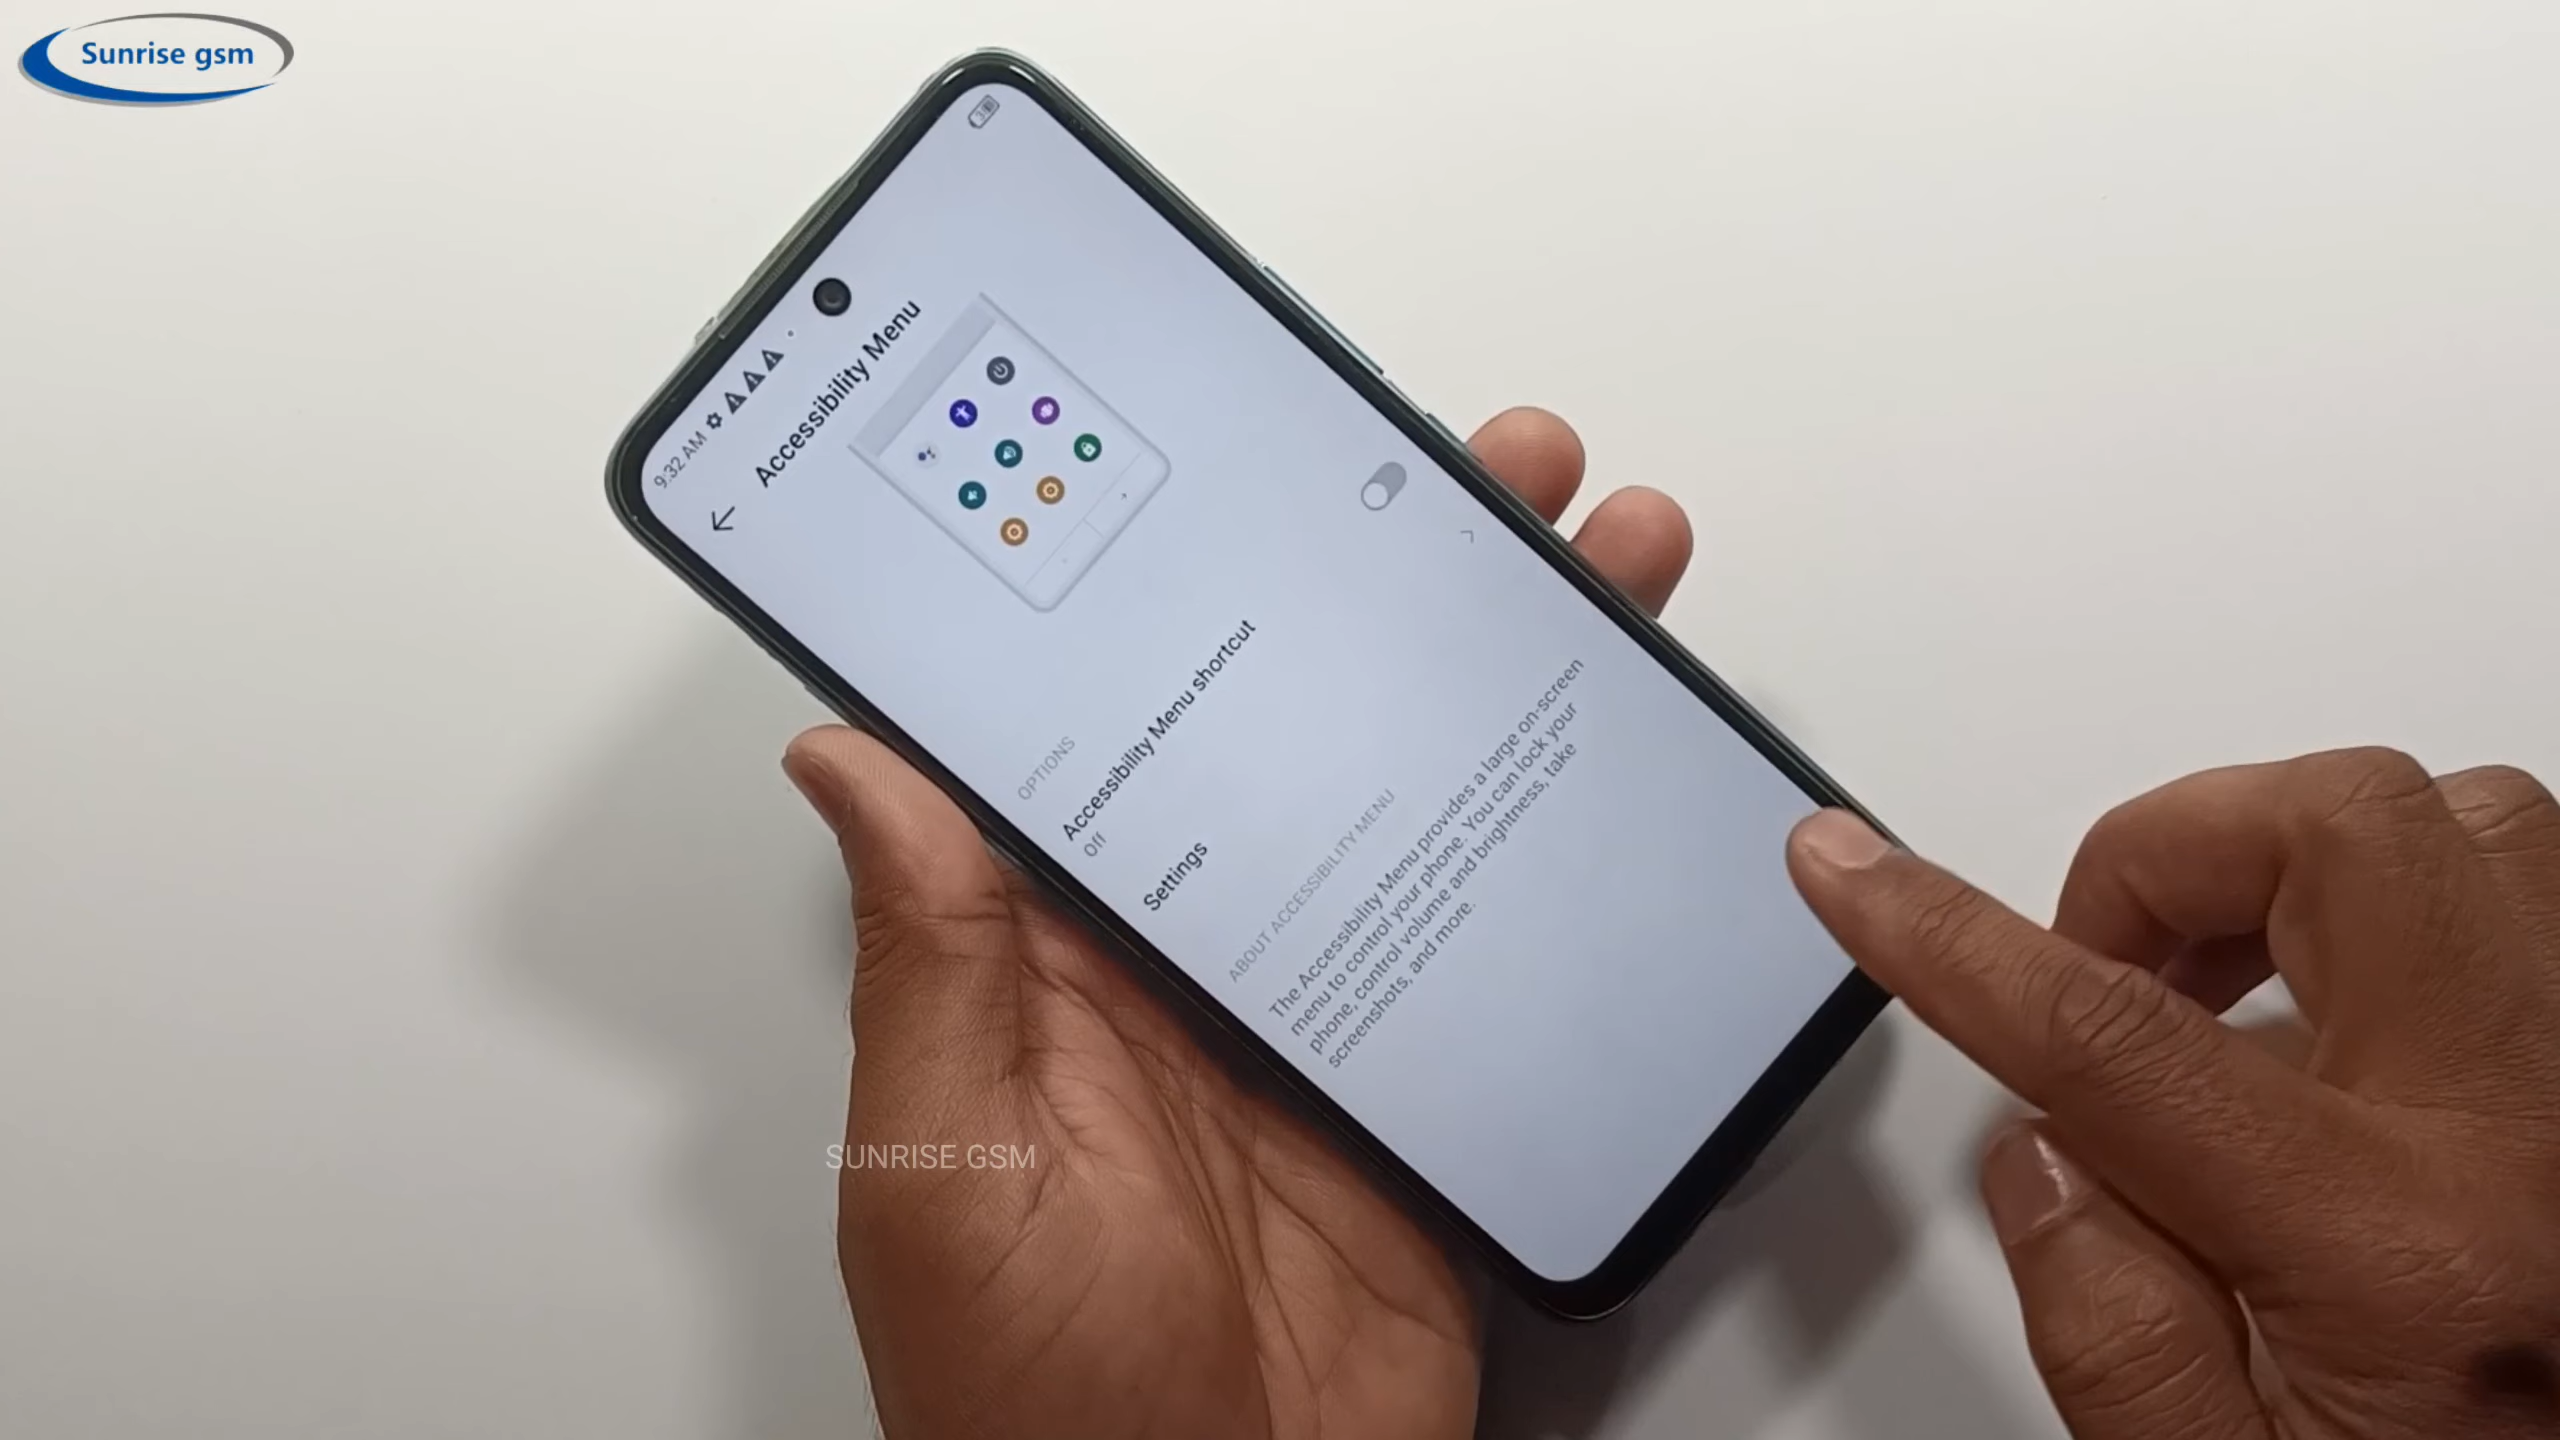 Sunrise gsm
9:32 AM
Accessibility Menu
OPTIONS
Accessibility Menu shortcut
Off
Settings
ABOUT ACCESSIBILITY MENU
The Accessibility Menu provides a large on-screen
menu to control your phone. You can lock your
phone, control volume and brightness, take
screenshots, and more.
SUNRISE GSM